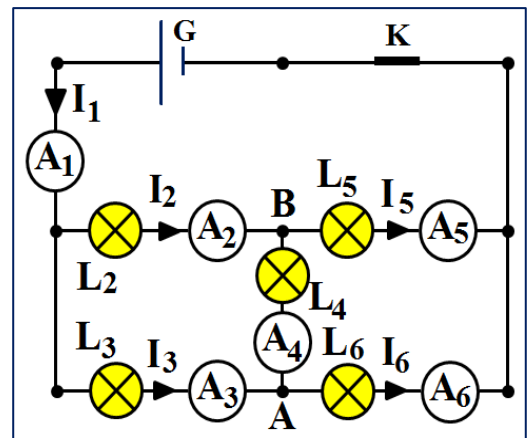 G K
I1
A1
I2 B L5 I5
A2 A5
L2 L4
L3 I3 A4 L6 I6
A3 A6
A